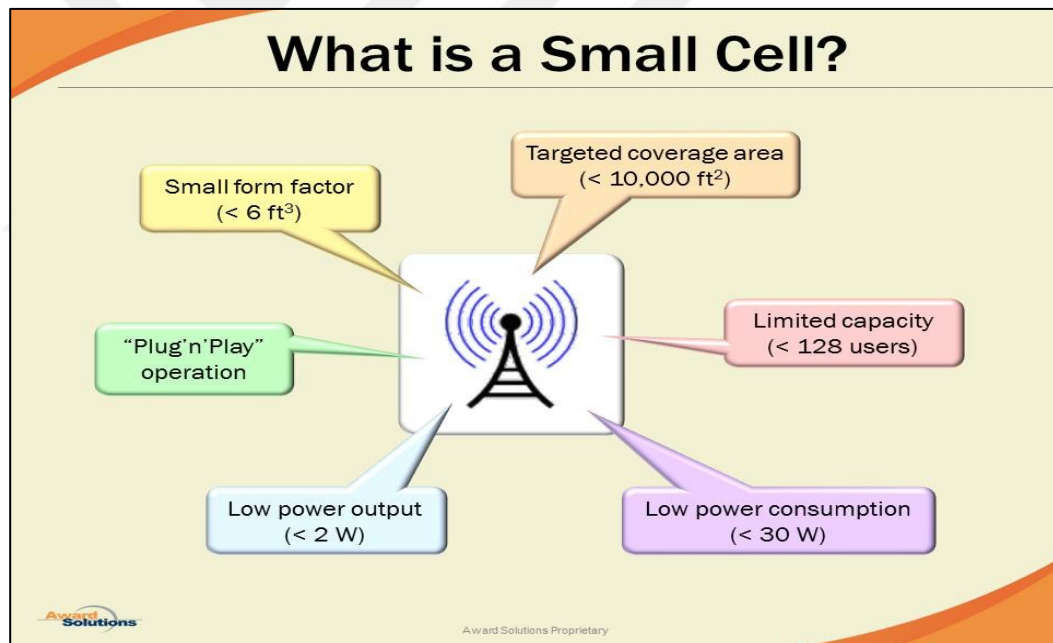 What is a Small Cell?
Targeted coverage area
(< 10,000 ft²)
Small form factor
(< 6 ft³)
Limited capacity
(< 128 users)
“Plug’n’Play”
operation
Low power output
(< 2 W)
Low power consumption
(< 30 W)
Award
Solutions
Award Solutions Proprietary